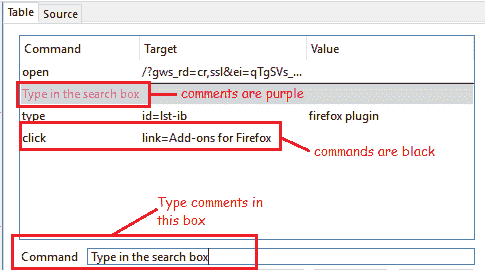 Table Source
Command Target Value
open /?gws_rd=cr,ssl&ei=qTgSVs_...
Type in the search box comments are purple
type id=lst-ib firefox plugin
click link=Add-ons for Firefox
commands are black
Type comments in
this box
Command Type in the search box